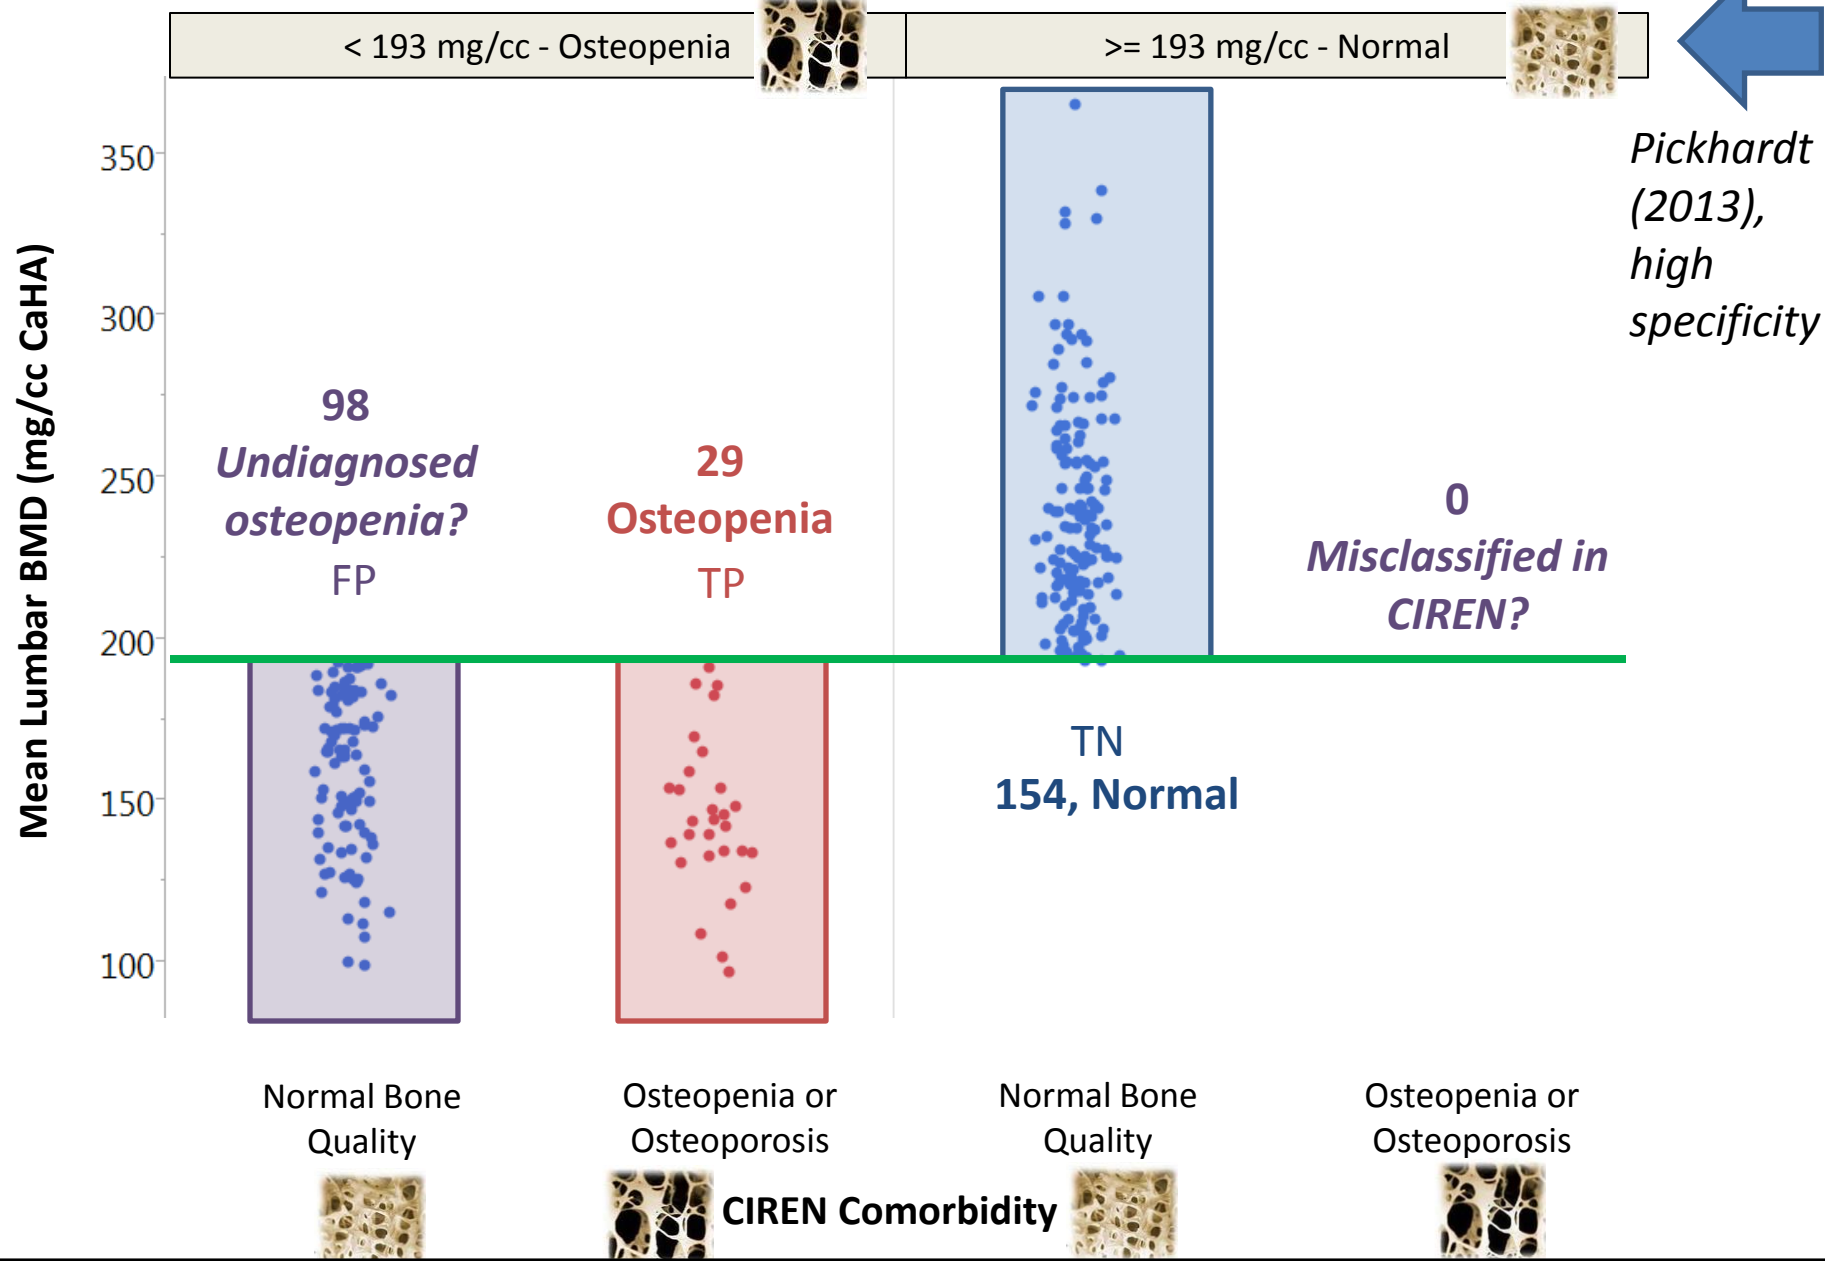 < 193 mg/cc - Osteopenia
>= 193 mg/cc - Normal
Pickhardt
(2013),
high
specificity
Mean Lumbar BMD (mg/cc CaHA)
350
300
250
200
150
100
98
Undiagnosed
osteopenia?
FP
29
Osteopenia
TP
0
Misclassified in
CIREN?
TN
154, Normal
Normal Bone
Quality
Osteopenia or
Osteoporosis
Normal Bone
Quality
Osteopenia or
Osteoporosis
CIREN Comorbidity